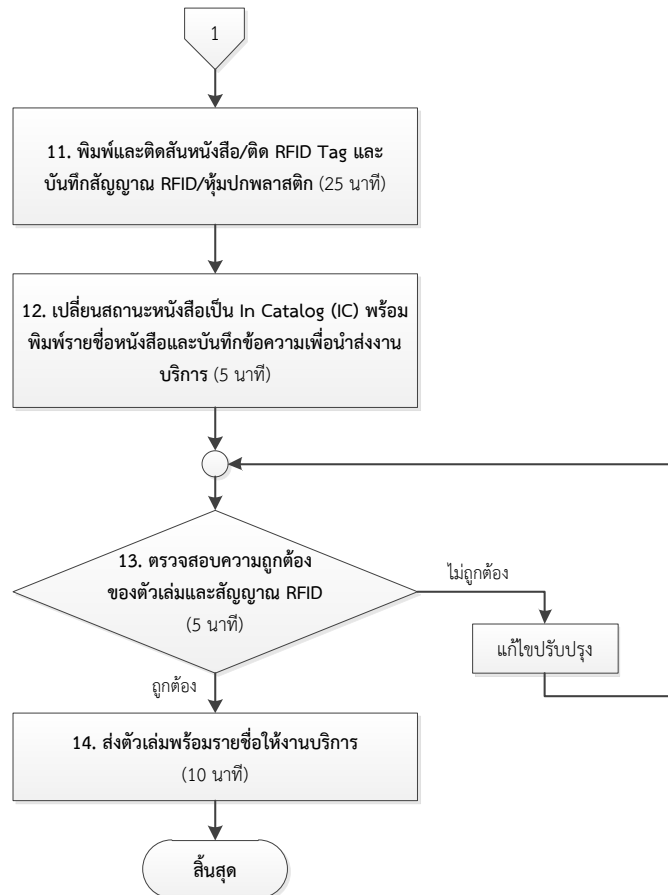 1
11. พิมพ์และติดสันหนังสือ/ติด RFID Tag และ
บันทึกสัญญาณ RFID/หุ้มปกพลาสติก (25 นาที)
12. เปลี่ยนสถานะหนังสือเป็น In Catalog (IC) พร้อม
พิมพ์รายชื่อหนังสือและบันทึกข้อความเพื่อนำส่งงาน
บริการ (5 นาที)
13. ตรวจสอบความถูกต้อง
ของตัวเล่มและสัญญาณ RFID
(5 นาที)
ไม่ถูกต้อง
แก้ไขปรับปรุง
ถูกต้อง
14. ส่งตัวเล่มพร้อมรายชื่อให้งานบริการ
(10 นาที)
สิ้นสุด